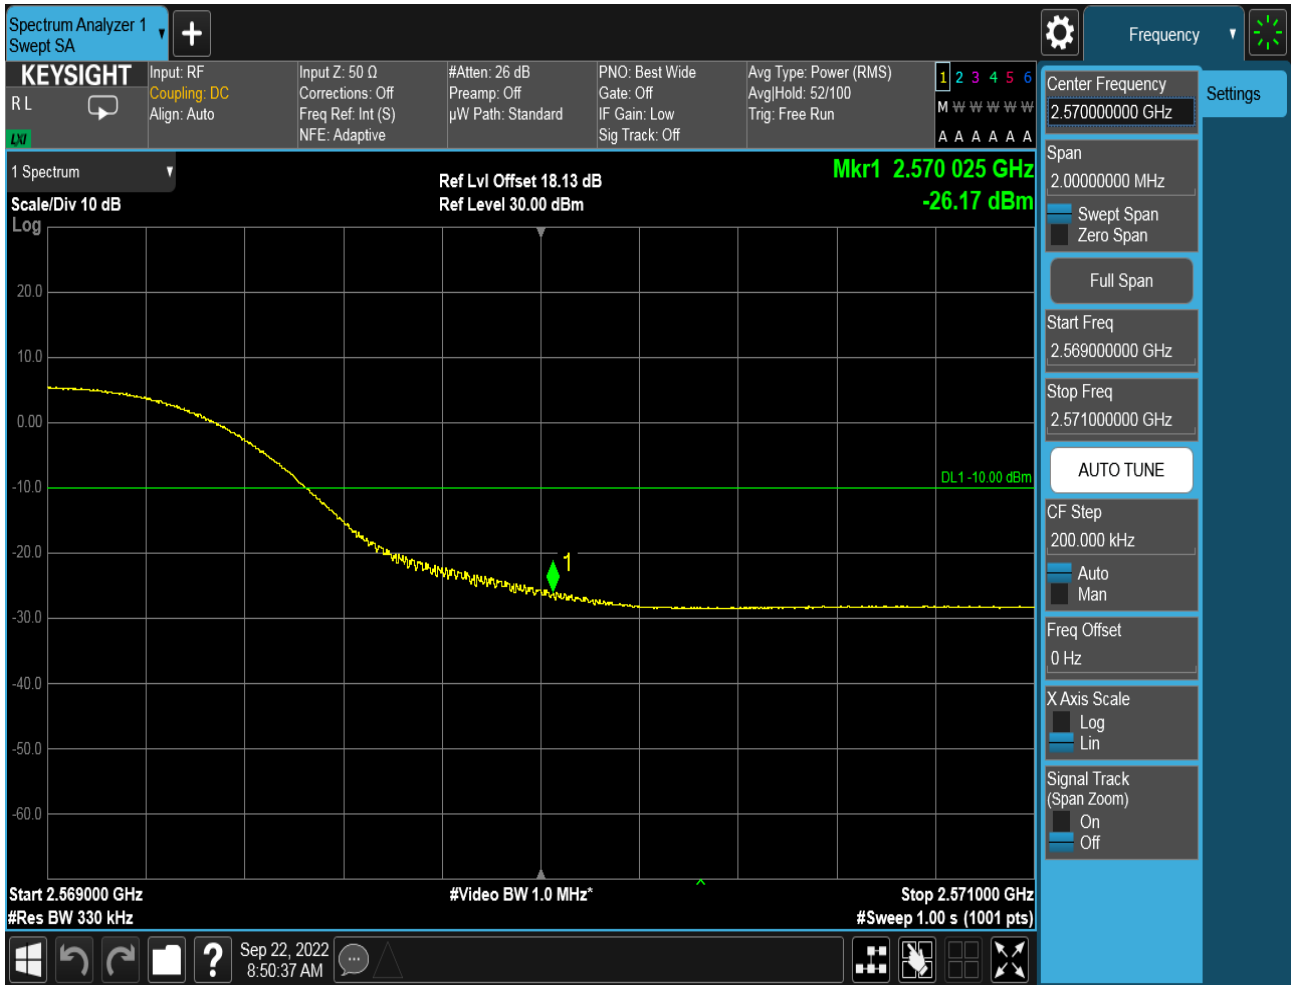 Spectrum Analyzer 1
Swept SA
Frequency
KEYSIGHT
R L
LXI
Input: RF
Coupling: DC
Align: Auto
Input Z: 50 Ω
Corrections: Off
Freq Ref: Int (S)
NFE: Adaptive
#Atten: 26 dB
Preamp: Off
µW Path: Standard
PNO: Best Wide
Gate: Off
IF Gain: Low
Sig Track: Off
Avg Type: Power (RMS)
Avg|Hold: 52/100
Trig: Free Run
1 2 3 4 5 6
M W W W W W
A A A A A A
1 Spectrum
Scale/Div 10 dB
Log
Ref Lvl Offset 18.13 dB
Ref Level 30.00 dBm
Mkr1 2.570 025 GHz
-26.17 dBm
20.0
10.0
0.00
-10.0
-20.0
-30.0
-40.0
-50.0
-60.0
DL1 -10.00 dBm
1
Start 2.569000 GHz
#Video BW 1.0 MHz*
Stop 2.571000 GHz
#Res BW 330 kHz
#Sweep 1.00 s (1001 pts)
Sep 22, 2022
8:50:37 AM
?
Center Frequency
2.570000000 GHz
Settings
Span
2.00000000 MHz
Swept Span
Zero Span
Full Span
Start Freq
2.569000000 GHz
Stop Freq
2.571000000 GHz
AUTO TUNE
CF Step
200.000 kHz
Auto
Man
Freq Offset
0 Hz
X Axis Scale
Log
Lin
Signal Track
(Span Zoom)
On
Off